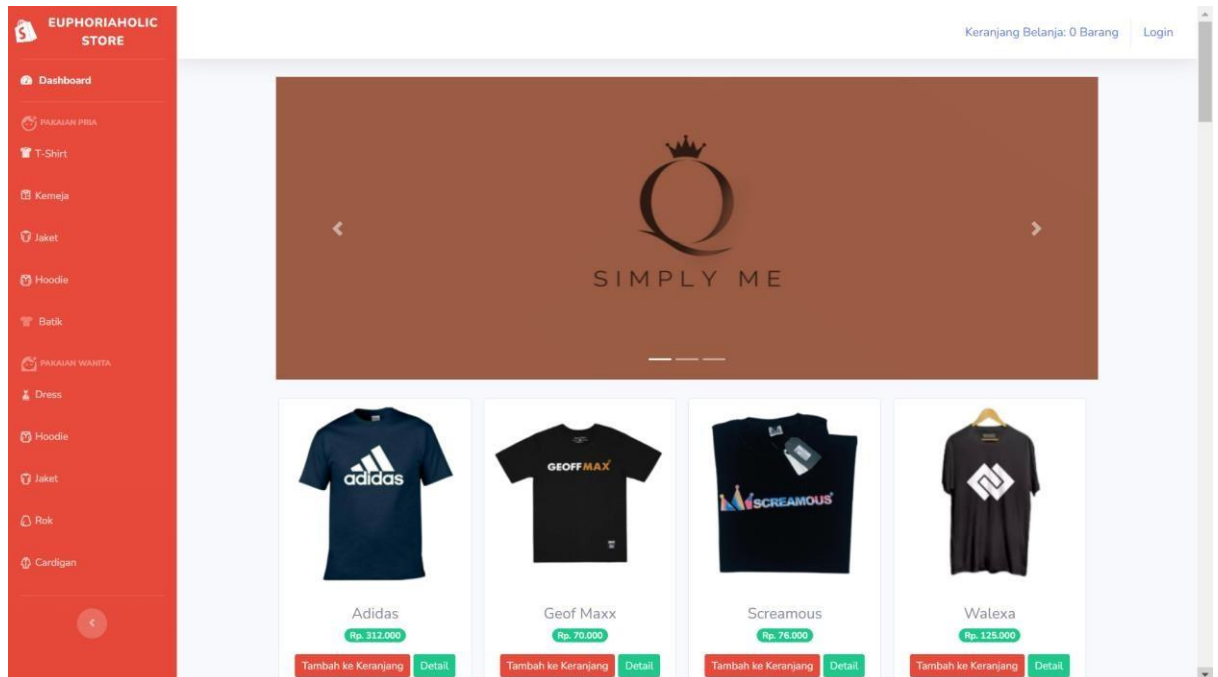 EUPHORIAHOLIC
STORE
Keranjang Belanja: 0 Barang
Login
Dashboard
PAKAIAN PRIA
T-Shirt
Kemeja
Jaket
Hoodie
Batik
PAKAIAN WANITA
Dress
Hoodie
Jaket
Rok
Cardigan
SIMPLY ME
adidas
GEOFFMAX
SCREAMOUS
Adidas
Geof Maxx
Screamous
Walexa
Rp. 312.000
Rp. 70.000
Rp. 76.000
Rp. 125.000
Tambah ke Keranjang Detail
Tambah ke Keranjang Detail
Tambah ke Keranjang Detail
Tambah ke Keranjang Detail